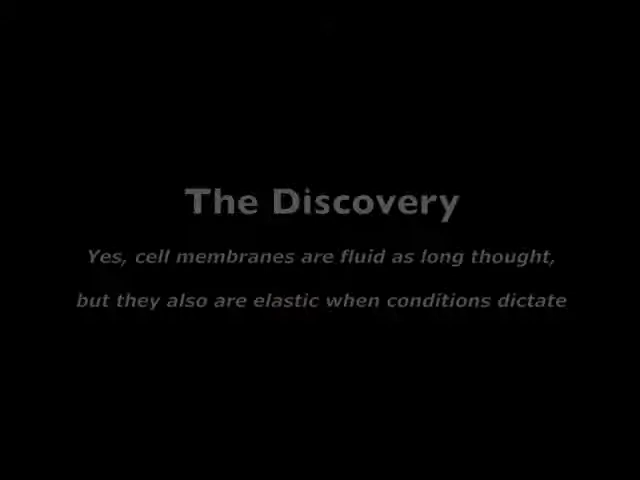 The Discovery
Yes, cell membranes are fluid as long thought,
but they also are elastic when conditions dictate